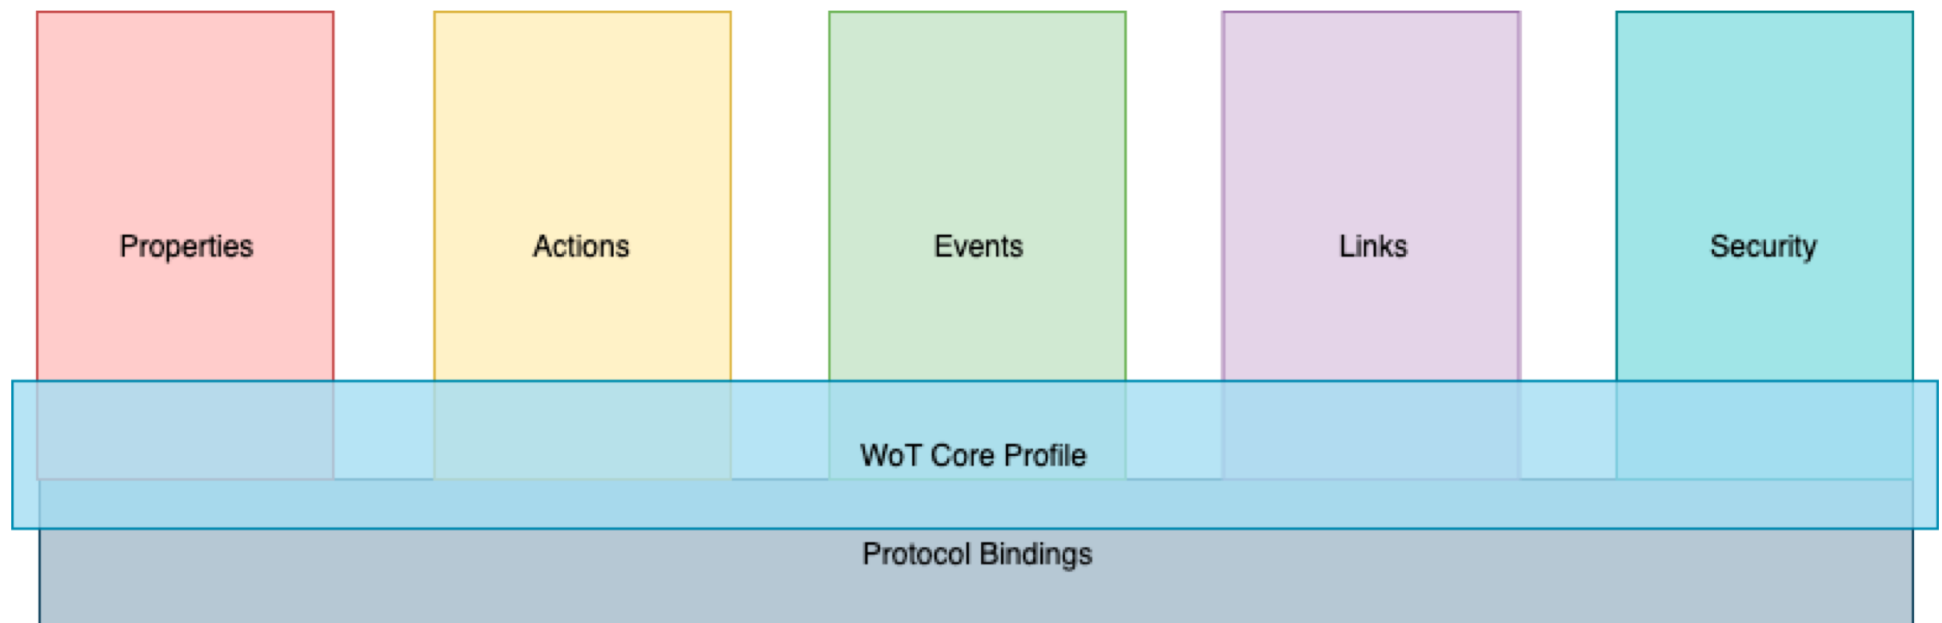 Properties
Actions
Events
Links
Security
WoT Core Profile
Protocol Bindings